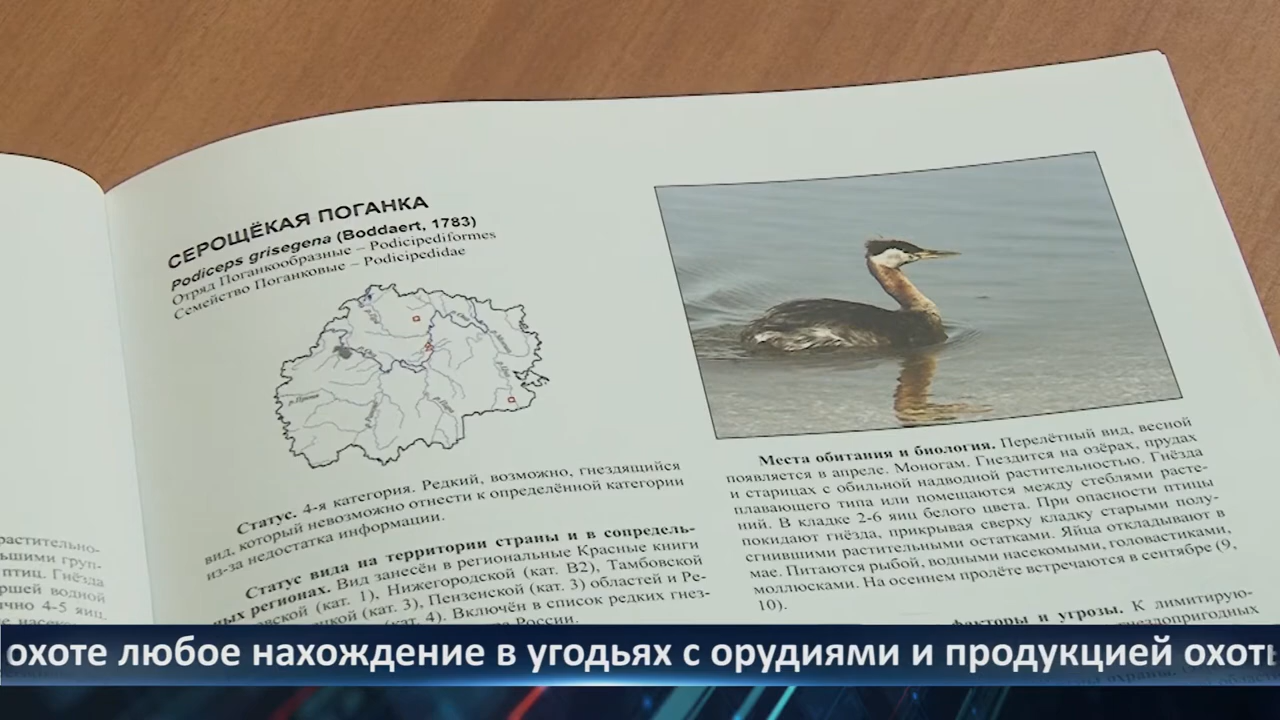 СЕРОЩЁКАЯ ПОГАНКА
Podiceps grisegena (Boddaert, 1783)
Отряд Поганкообразные – Podicipediformes
Семейство Поганковые – Podicipedidae
Статус. 4-я категория. Редкий, возможно, гнездящийся
вид, который невозможно отнести к определённой категории
из-за недостатка информации.
Статус вида на территории страны и в сопредель-
ных регионах. Вид занесён в региональные Красные книги
(кат. 1), Нижегородской (кат. В2), Тамбовской
(кат. 3), Пензенской (кат. 3) областей и Ре-
(кат. 4). Включён в список редких гнез-
России.
Места обитания и биология. Перелётный вид, весной
появляется в апреле. Моногам. Гнездится на озёрах, прудах
и старицах с обильной надводной растительностью. Гнёзда
плавающего типа или помещаются между стеблями расте-
ний. В кладке 2-6 яиц белого цвета. При опасности птицы
покидают гнёзда, прикрывая сверху кладку старыми полу-
сгнившими растительными остатками. Яйца откладывают в
мае. Питаются рыбой, водными насекомыми, головастиками,
моллюсками. На осеннем пролёте встречаются в сентябре (9,
10).
факторы и угрозы. К лимитирую-
гнездопригодных
растительно-
птиц. Гнёзда
водной
4-5 яиц.
охоте любое нахождение в угодьях с орудиями и продукцией охоты